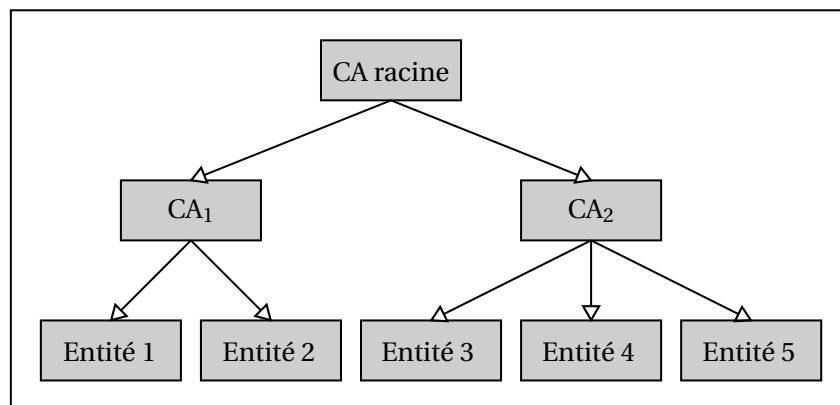 CA racine
CA₁
CA₂
Entité 1
Entité 2
Entité 3
Entité 4
Entité 5